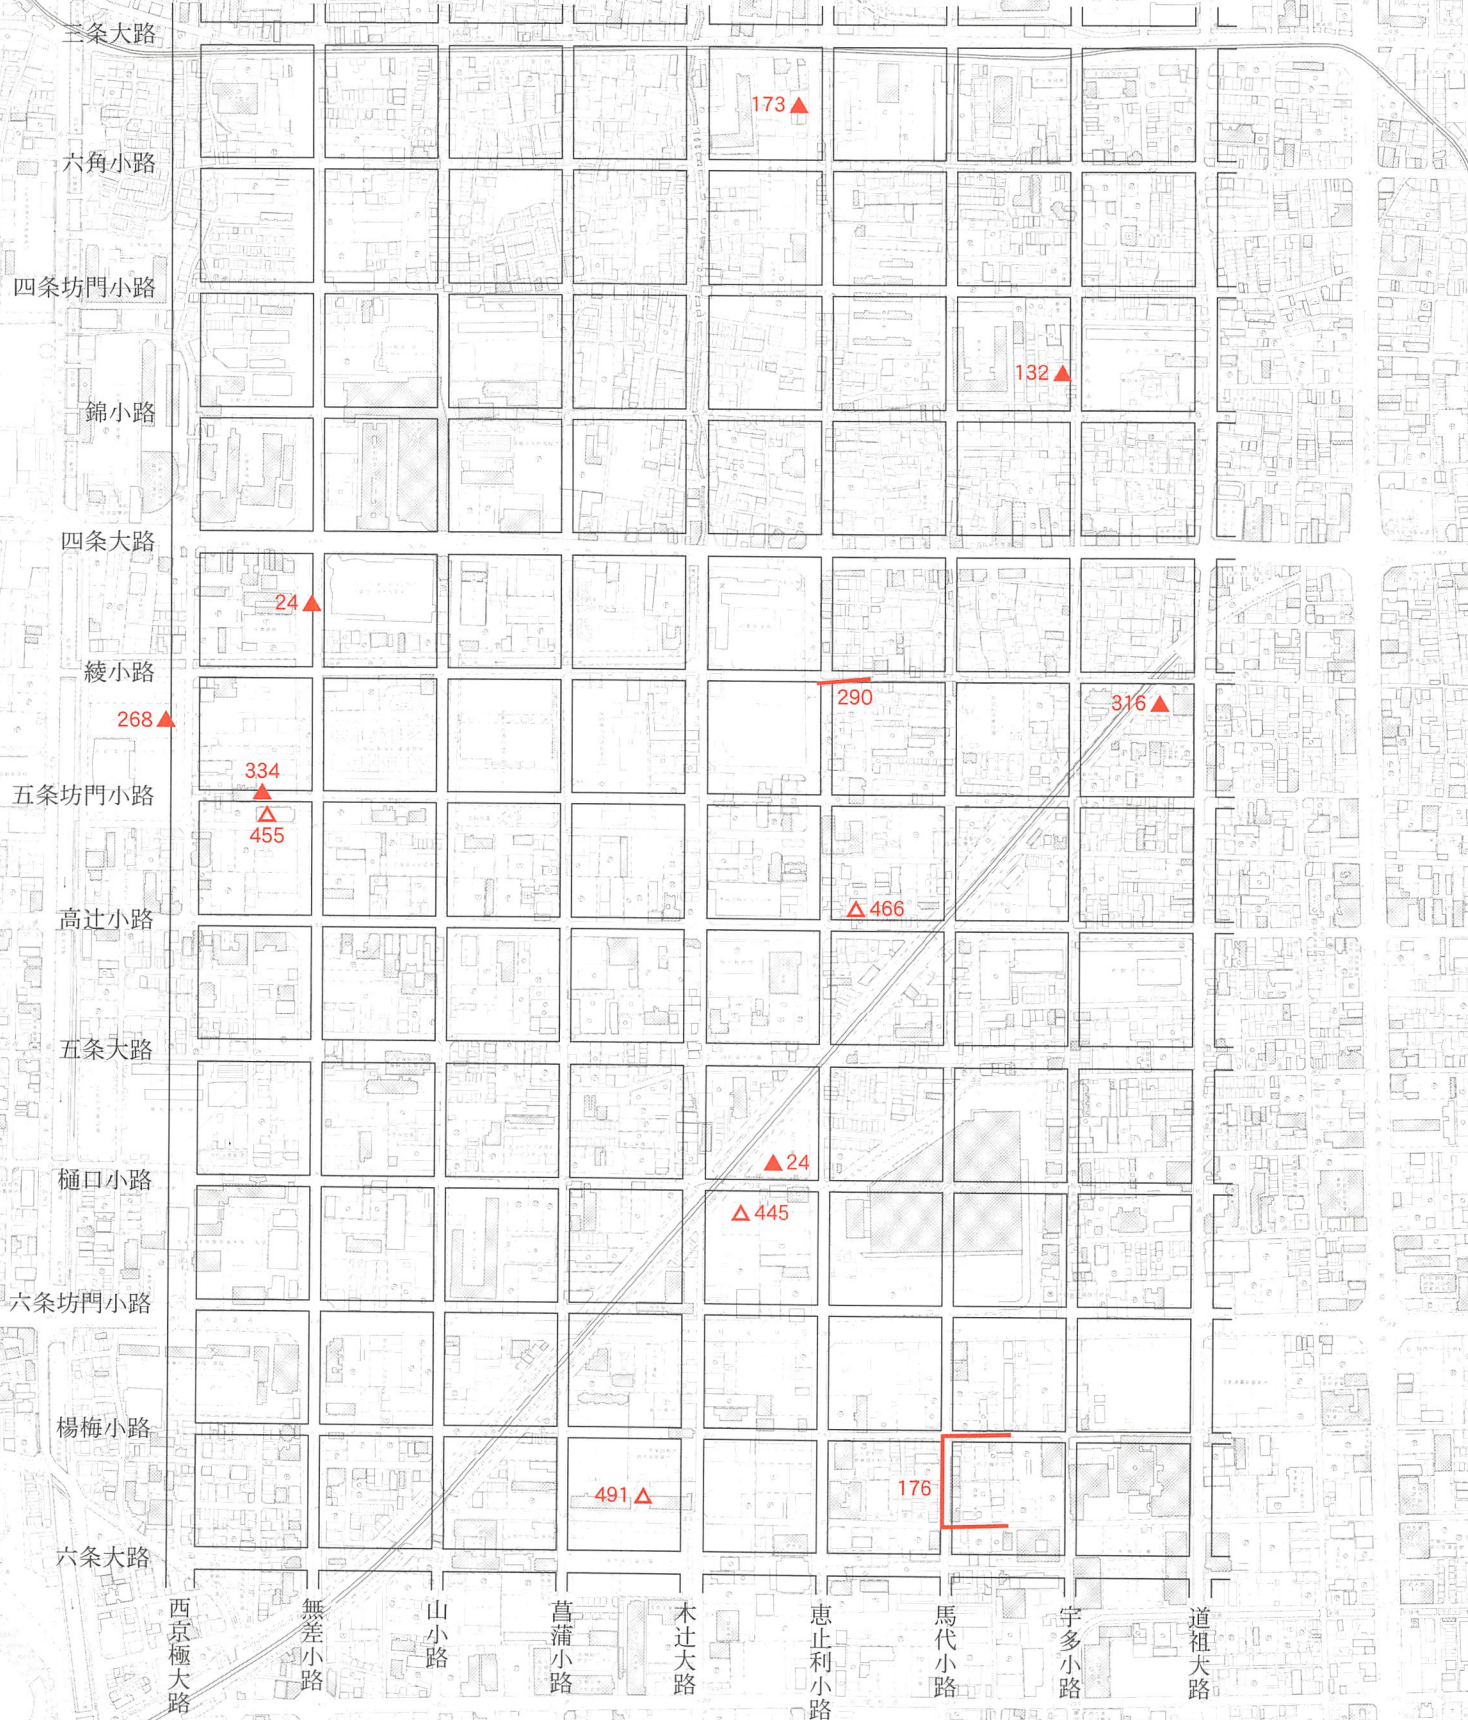 三条大路
173
六角小路
四条坊門小路
132
錦小路
四条大路
24
綾小路
290
316
268
334
五条坊門小路
455
466
高辻小路
五条大路
24
樋口小路
445
六条坊門小路
楊梅小路
176
491
六条大路
西京極大路
無差小路
山小路
菖蒲小路
木辻大路
恵止利小路
馬代小路
宇多小路
道祖大路